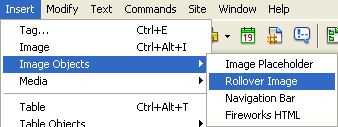 Insert Modify Text Commands Site Window Help
Tag... Ctrl+E
Image Ctrl+Alt+I
Image Objects
Media
Table Ctrl+Alt+T
Table Objects
19
Image Placeholder
Rollover Image
Navigation Bar
Fireworks HTML